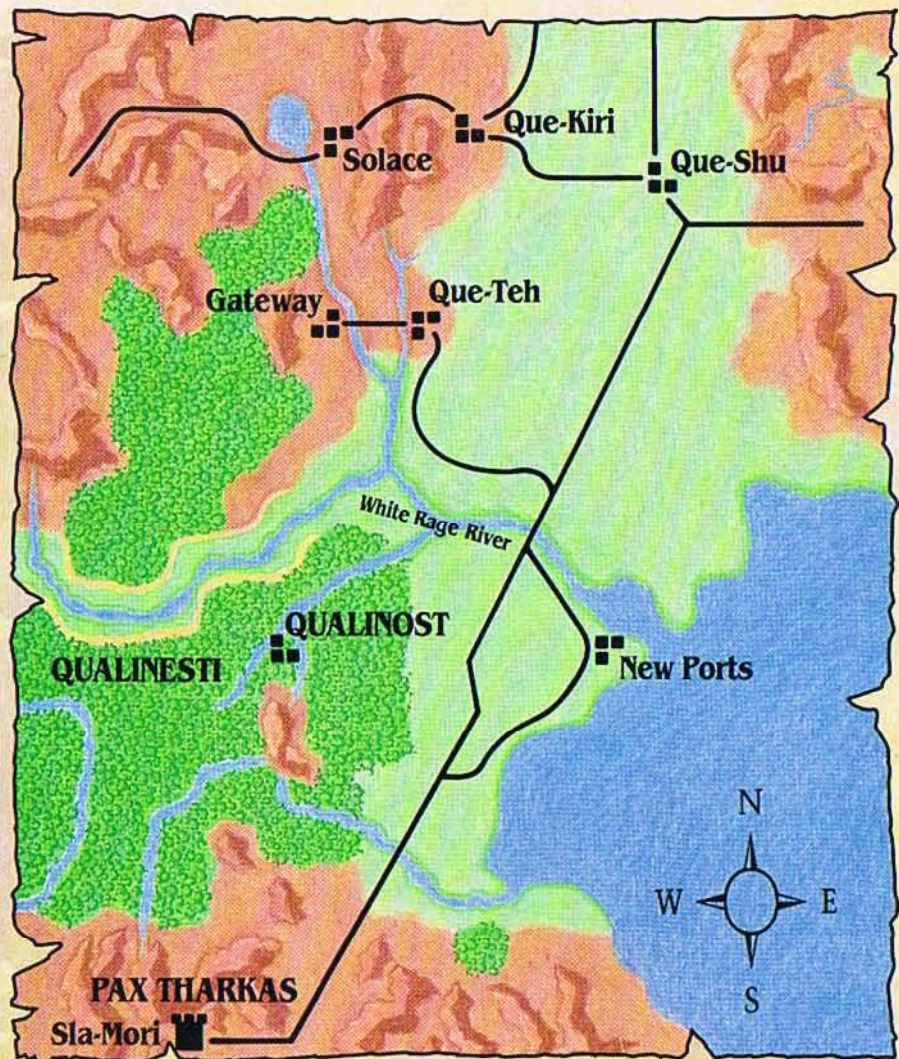 Que-Kiri
Solace
Que-Shu
Gateway
Que-Teh
White Rage River
QUALINOST
QUALINESTI
New Ports
N
W
E
S
PAX THARKAS
Sla-Mori